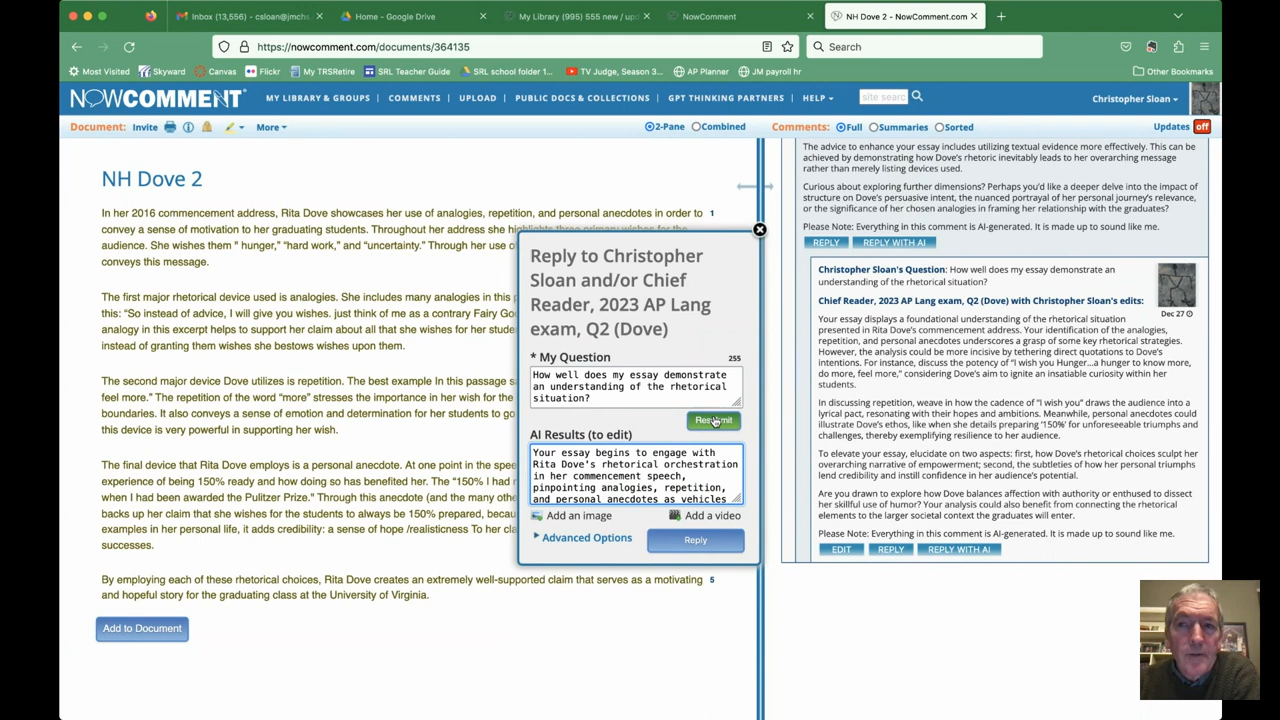 Inbox (13,556) - csloan@jmchs
Home - Google Drive
My Library (995) 555 new / upd
NowComment
NH Dove 2 - NowComment.com
https://nowcomment.com/documents/364135
Search
Most Visited
Skyward
Canvas
Flickr
My TRSRetire
SRL Teacher Guide
SRL school folder 1...
TV Judge, Season 3...
AP Planner
JM payroll hr
Other Bookmarks
NOWCOMMENT
MY LIBRARY & GROUPS | COMMENTS | UPLOAD | PUBLIC DOCS & COLLECTIONS | GPT THINKING PARTNERS | HELP
site searc
Christopher Sloan
Document: Invite
More
2-Pane Combined
Comments: Full Summaries Sorted
Updates off
NH Dove 2
In her 2016 commencement address, Rita Dove showcases her use of analogies, repetition, and personal anecdotes in order to 1
convey a sense of motivation to her graduating students. Throughout her address she highlights three primary wishes for the
audience. She wishes them " hunger," "hard work," and "uncertainty." Through her use o
conveys this message.
The first major rhetorical device used is analogies. She includes many analogies in this p
this: "So instead of advice, I will give you wishes. just think of me as a contrary Fairy Go
analogy in this excerpt helps to support her claim about all that she wishes for her stude
instead of granting them wishes she bestows wishes upon them.
The second major device Dove utilizes is repetition. The best example In this passage s
feel more." The repetition of the word "more" stresses the importance in her wish for the
boundaries. It also conveys a sense of emotion and determination for her students to go
this device is very powerful in supporting her wish.
The final device that Rita Dove employs is a personal anecdote. At one point in the spee
experience of being 150% ready and how doing so has benefited her. The "150% I had m
when I had been awarded the Pulitzer Prize." Through this anecdote (and the many othe
backs up her claim that she wishes for the students to always be 150% prepared, beca
examples in her personal life, it adds credibility: a sense of hope /realisticness To her cl
successes.
By employing each of these rhetorical choices, Rita Dove creates an extremely well-supported claim that serves as a motivating 5
and hopeful story for the graduating class at the University of Virginia.
Add to Document
Reply to Christopher
Sloan and/or Chief
Reader, 2023 AP Lang
exam, Q2 (Dove)
* My Question 255
How well does my essay demonstrate
an understanding of the rhetorical
situation?
Resubmit
AI Results (to edit)
Your essay begins to engage with
Rita Dove's rhetorical orchestration
in her commencement speech,
pinpointing analogies, repetition,
and personal anecdotes as vehicles
Add an image
Add a video
Advanced Options
Reply
The advice to enhance your essay includes utilizing textual evidence more effectively. This can be
achieved by demonstrating how Dove's rhetoric inevitably leads to her overarching message
rather than merely listing devices used.
Curious about exploring further dimensions? Perhaps you'd like a deeper delve into the impact of
structure on Dove's persuasive intent, the nuanced portrayal of her personal journey's relevance,
or the significance of her chosen analogies in framing her relationship with the graduates?
Please Note: Everything in this comment is AI-generated. It is made up to sound like me.
REPLY REPLY WITH AI
Christopher Sloan's Question: How well does my essay demonstrate an
understanding of the rhetorical situation?
Chief Reader, 2023 AP Lang exam, Q2 (Dove) with Christopher Sloan's edits:
Dec 27
Your essay displays a foundational understanding of the rhetorical situation
presented in Rita Dove's commencement address. Your identification of the analogies,
repetition, and personal anecdotes underscores a grasp of some key rhetorical strategies.
However, the analysis could be more incisive by tethering direct quotations to Dove's
intentions. For instance, discuss the potency of "I wish you Hunger...a hunger to know more,
do more, feel more," considering Dove's aim to ignite an insatiable curiosity within her
students.
In discussing repetition, weave in how the cadence of "I wish you" draws the audience into a
lyrical pact, resonating with their hopes and ambitions. Meanwhile, personal anecdotes could
illustrate Dove's ethos, like when she details preparing '150%' for unforeseeable triumphs and
challenges, thereby exemplifying resilience to her audience.
To elevate your essay, elucidate on two aspects: first, how Dove's rhetorical choices sculpt her
overarching narrative of empowerment; second, the subtleties of how her personal triumphs
lend credibility and instill confidence in her audience's potential.
Are you drawn to explore how Dove balances affection with authority or enthused to dissect
her skillful use of humor? Your analysis could also benefit from connecting the rhetorical
elements to the larger societal context the graduates will enter.
Please Note: Everything in this comment is AI-generated. It is made up to sound like me.
EDIT REPLY REPLY WITH AI